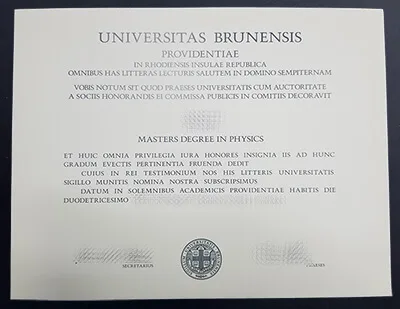 UNIVERSITAS BRUNENSIS
PROVIDENTIAE
IN RHODIENSIS INSULAE REPUBLICA
OMNIBUS HAS LITTERAS LECTURIS SALUTEM IN DOMINO SEMPITERNAM
VOBIS NOTUM SIT QUOD PRAESES UNIVERSITATIS CUM AUCTORITATE
A SOCIIS HONORANDIS EI COMMISSA PUBLICIS IN COMITIIS DECORAVIT
MASTERS DEGREE IN PHYSICS
ET HUIC OMNIA PRIVILEGIA IURA HONORES INSIGNIA IIS AD HUNC
GRADUM EVECTIS PERTINENTIA FRUENDA DEDIT
CUIUS IN REI TESTIMONIUM NOS HIS LITTERIS UNIVERSITATIS
SIGILLO MUNITIS NOMINA NOSTRA SUBSCRIPSIMUS
DATUM IN SOLEMNIBUS ACADEMICIS PROVIDENTIAE HABITIS DIE
DUODETRICESIMO
SECRETARIUS
PRAESES